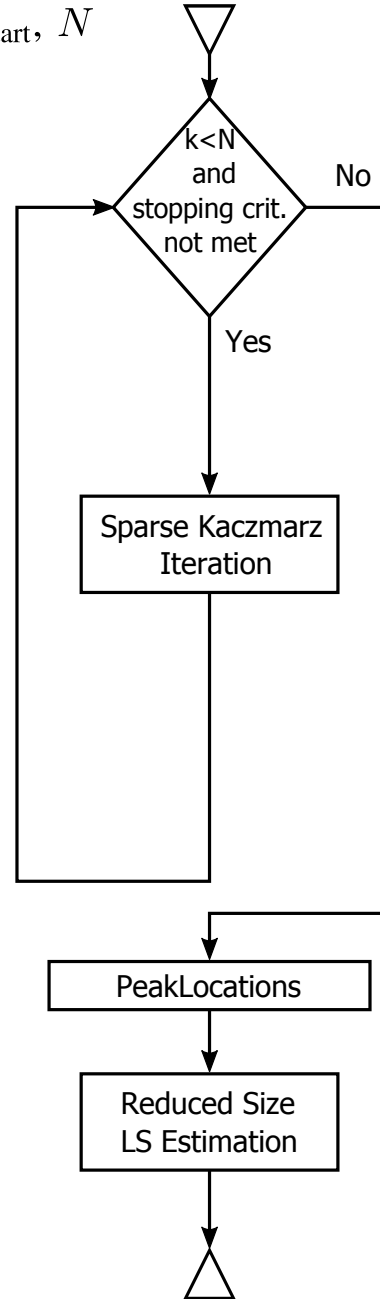 art, N
k<N
and
stopping crit.
not met
No
Yes
Sparse Kaczmarz
Iteration
PeakLocations
Reduced Size
LS Estimation